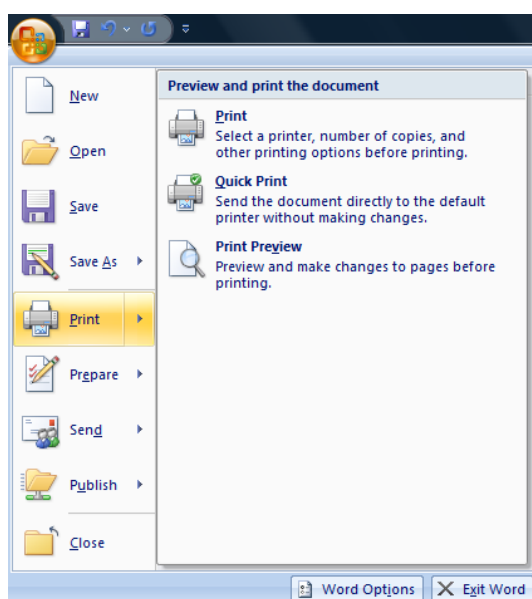 New
Open
Save
Save As
Print
Prepare
Send
Publish
Close
Preview and print the document
Print
Select a printer, number of copies, and
other printing options before printing.
Quick Print
Send the document directly to the default
printer without making changes.
Print Preview
Preview and make changes to pages before
printing.
Word Options
Exit Word